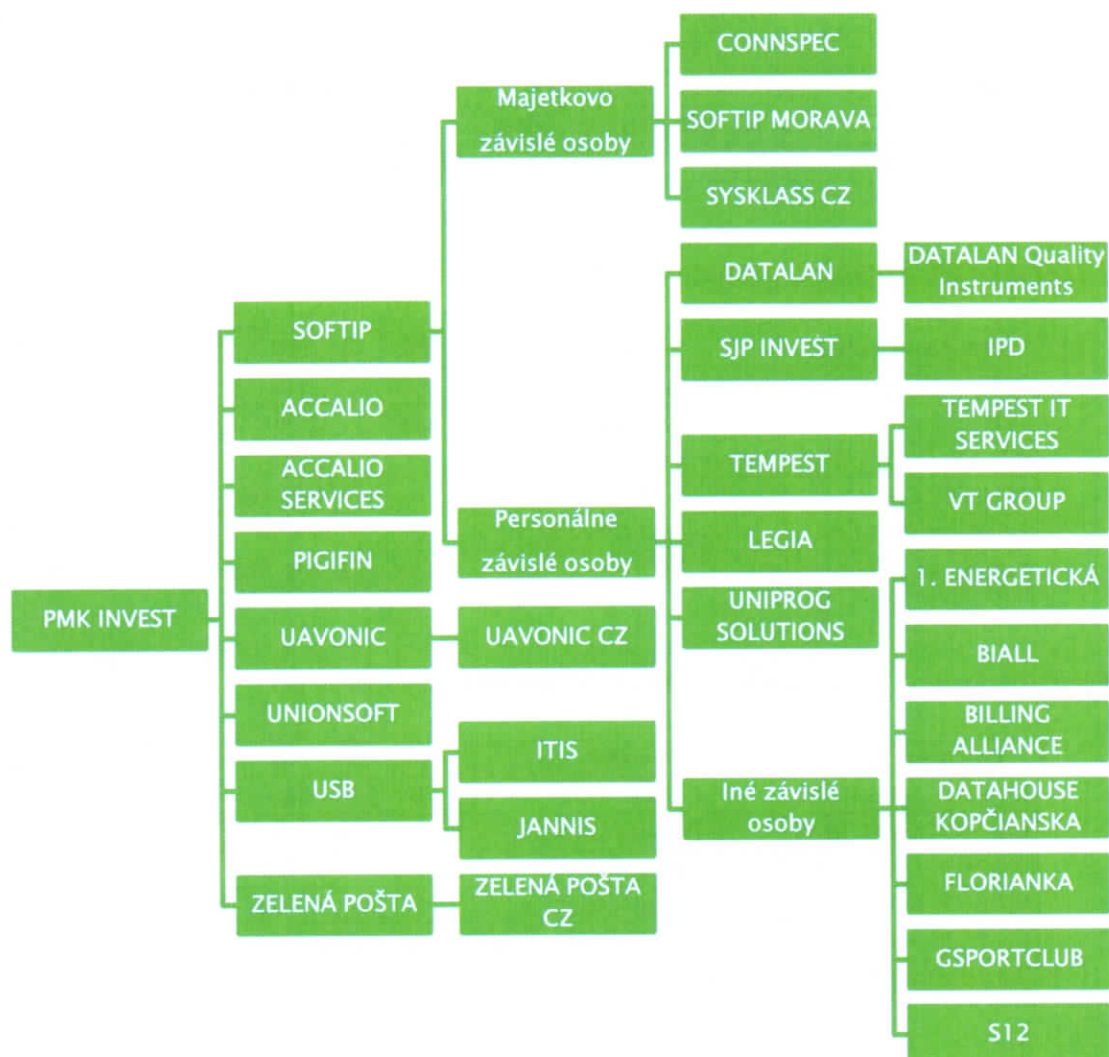 CONNSPEC
Majetkovo
závislé osoby
SOFTIP MORAVA
SYSKLASS CZ
DATALAN
DATALAN Quality
Instruments
SOFTIP
SJP INVEST
IPD
ACCALIO
TEMPEST IT
SERVICES
TEMPEST
ACCALIO
SERVICES
VT GROUP
Personálne
závislé osoby
LEGIA
PIGIFIN
1. ENERGETICKÁ
PMK INVEST
UAVONIC
UAVONIC CZ
UNIPROG
SOLUTIONS
BIALL
UNIONSOFT
BILLING
ALLIANCE
ITIS
USB
Iné závislé
osoby
DATAHOUSE
KOPČIANSKA
JANNIS
FLORIANKA
ZELENÁ POŠTA
ZELENÁ POŠTA
CZ
GSPORTCLUB
S12